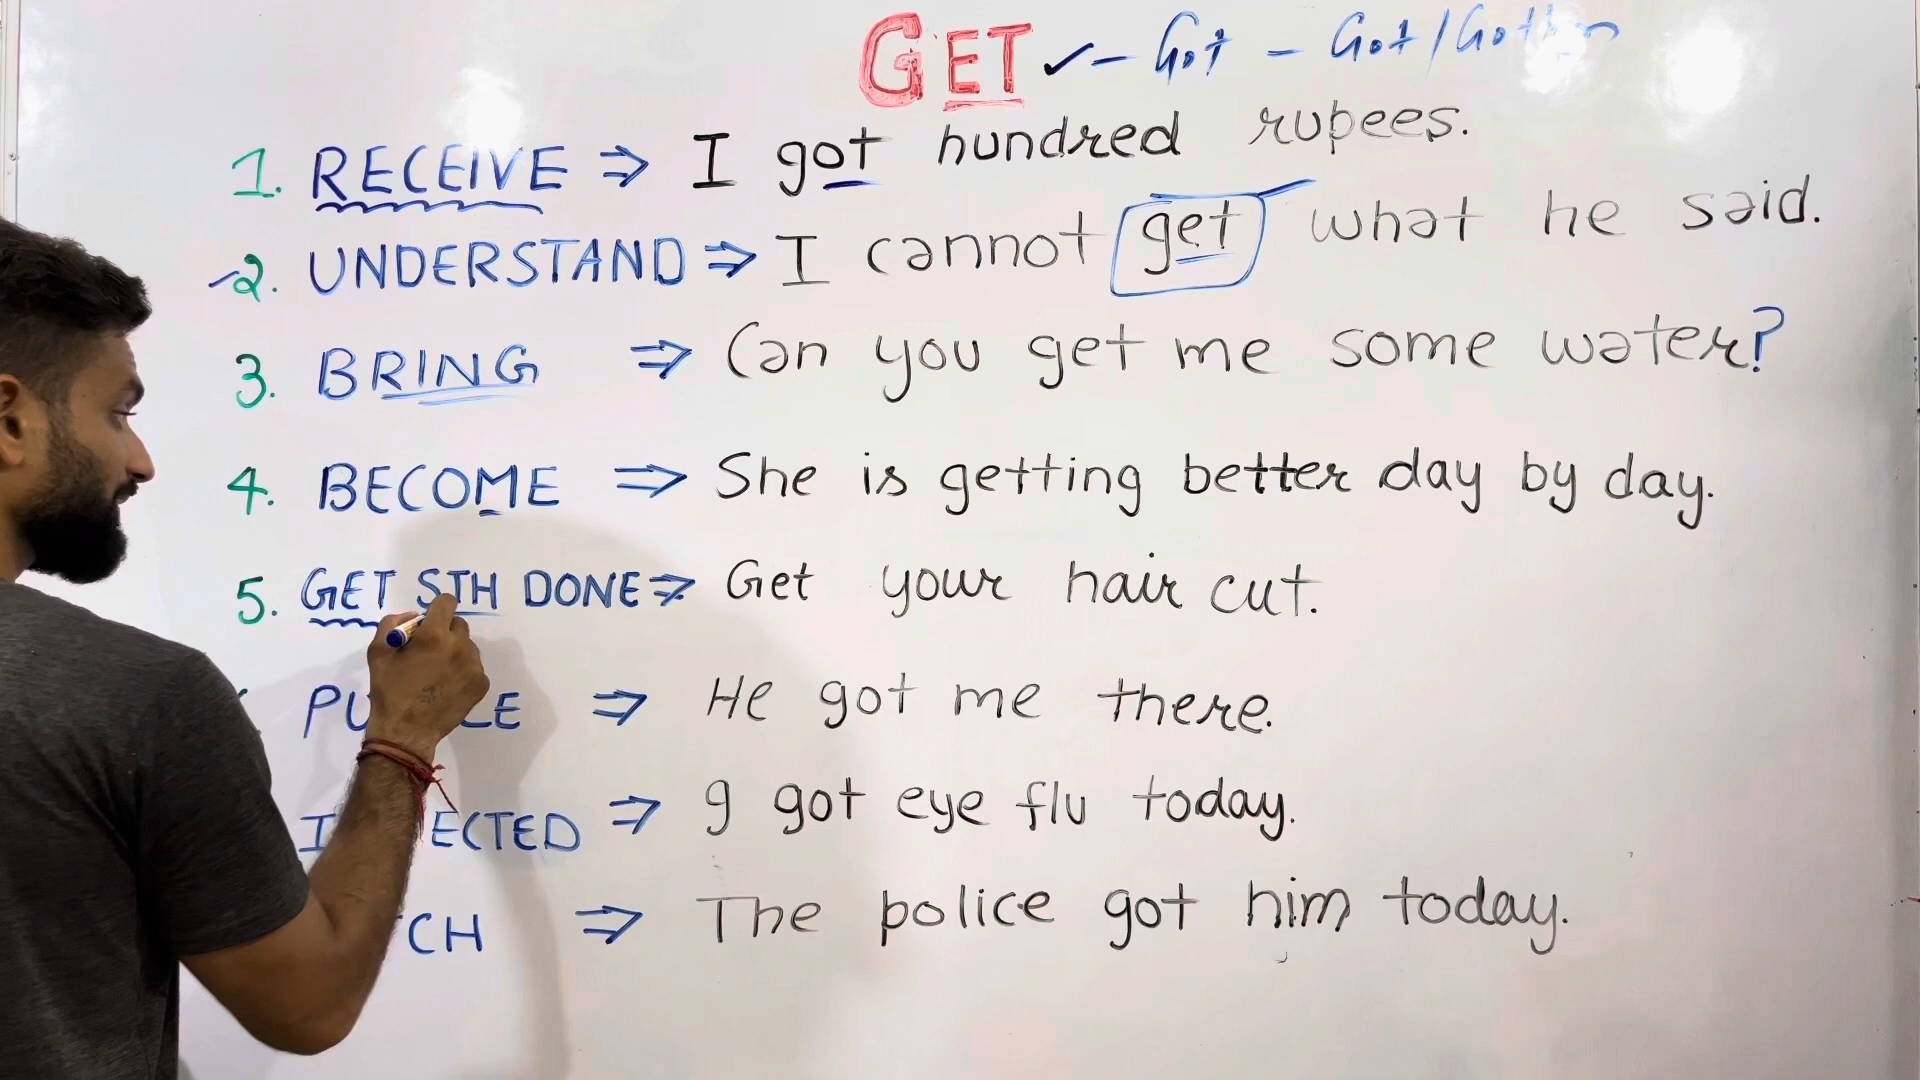 GET ✓ - Got - Got / Gotten
1. RECEIVE ⇒ I got hundred rupees.
2. UNDERSTAND ⇒ I cannot get what he said.
3. BRING ⇒ Can you get me some water?
4. BECOME ⇒ She is getting better day by day.
5. GET STH DONE ⇒ Get your hair cut.
⇒ He got me there.
⇒ I got eye flu today.
⇒ The police got him today.